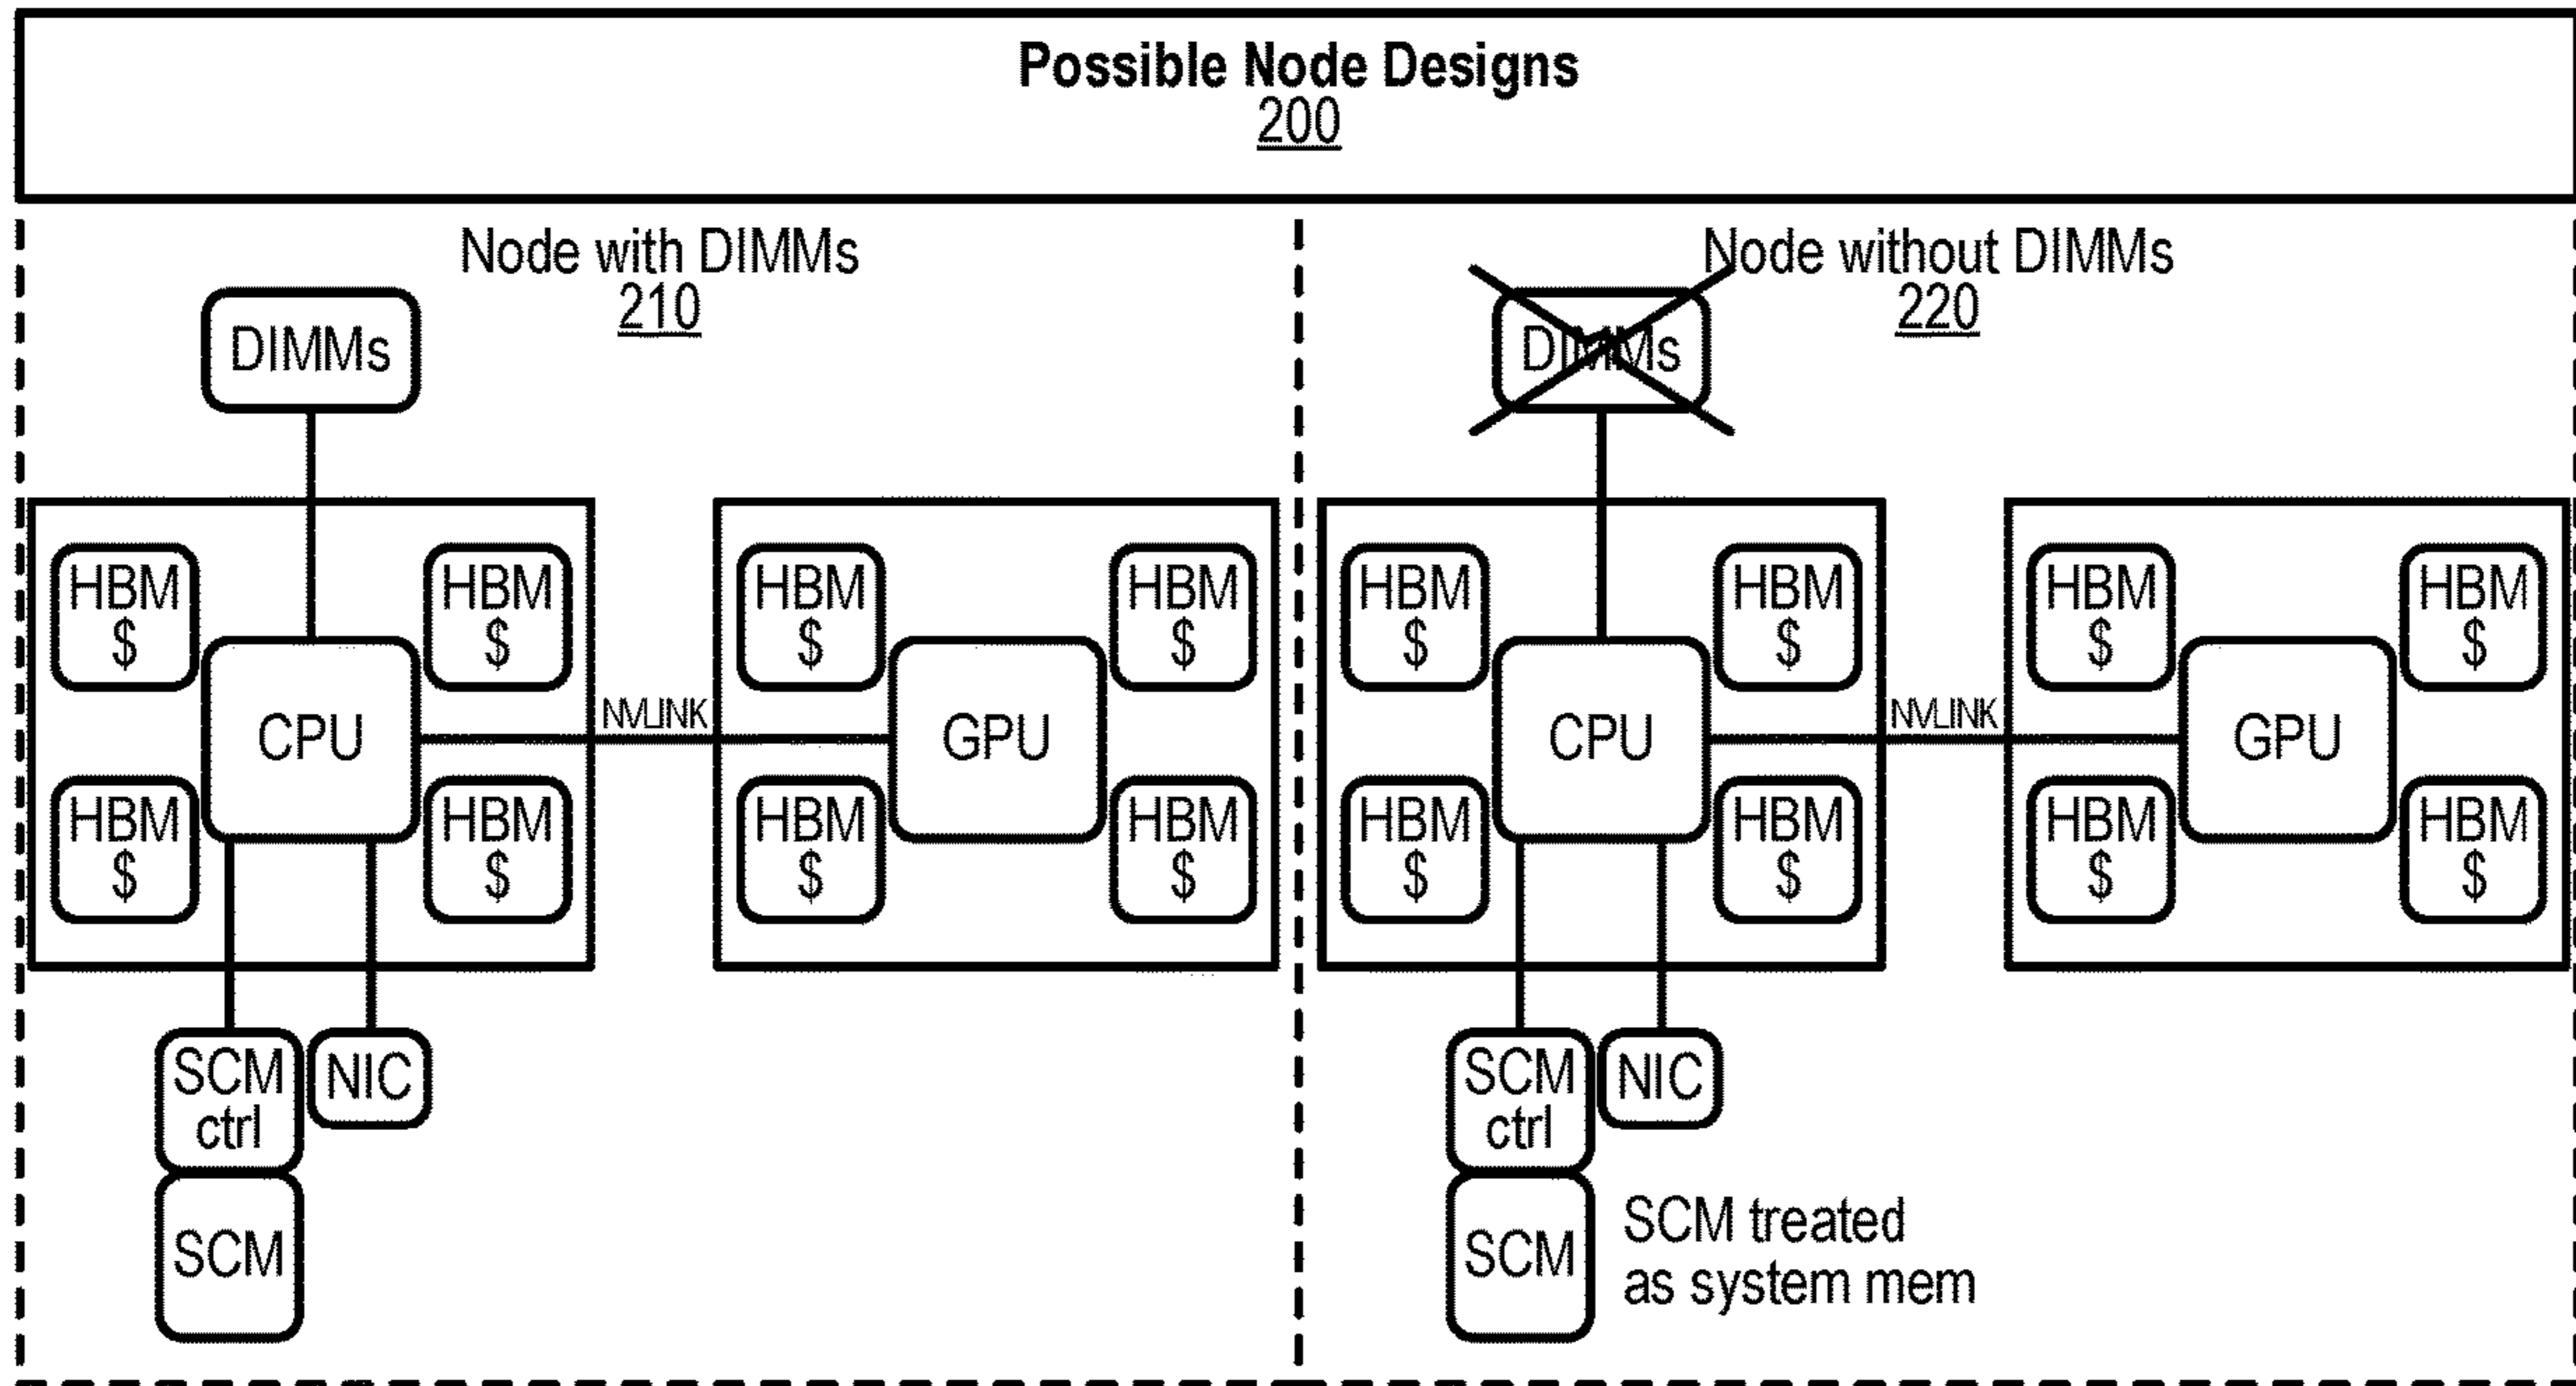 Possible Node Designs
200
Node with DIMMs
210
DIMMs
HBM
$
HBM
$
HBM
$
HBM
$
CPU
NVLINK
GPU
HBM
$
HBM
$
HBM
$
HBM
$
SCM
ctrl
NIC
SCM
Node without DIMMs
220
DIMMs
HBM
$
HBM
$
HBM
$
HBM
$
CPU
NVLINK
GPU
HBM
$
HBM
$
HBM
$
HBM
$
SCM
ctrl
NIC
SCM
SCM treated
as system mem